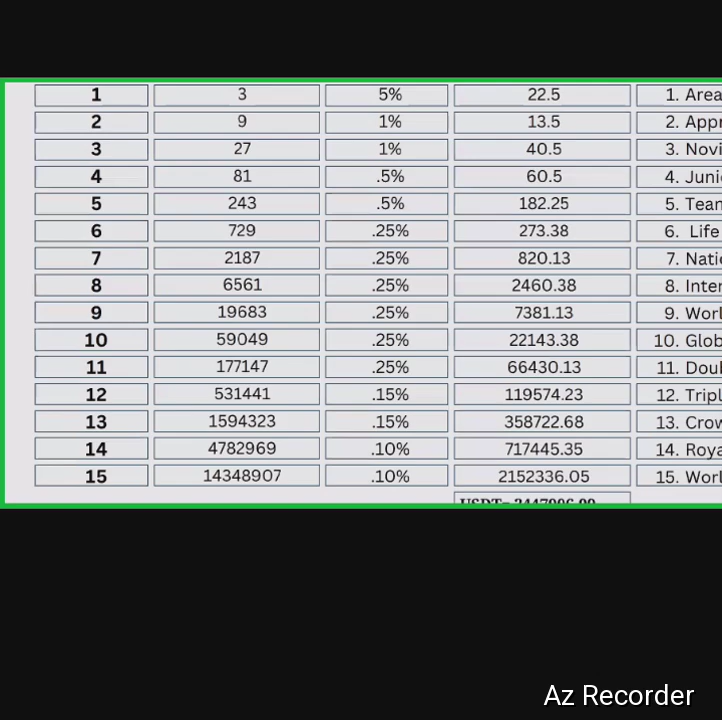 1 3 5% 22.5 1. Area
2 9 1% 13.5 2. Appr
3 27 1% 40.5 3. Novi
4 81 .5% 60.5 4. Juni
5 243 .5% 182.25 5. Tean
6 729 .25% 273.38 6. Life
7 2187 .25% 820.13 7. Natio
8 6561 .25% 2460.38 8. Inter
9 19683 .25% 7381.13 9. Worl
10 59049 .25% 22143.38 10. Glob
11 177147 .25% 66430.13 11. Doub
12 531441 .15% 119574.23 12. Tripl
13 1594323 .15% 358722.68 13. Crow
14 4782969 .10% 717445.35 14. Roya
15 14348907 .10% 2152336.05 15. Worl
Az Recorder